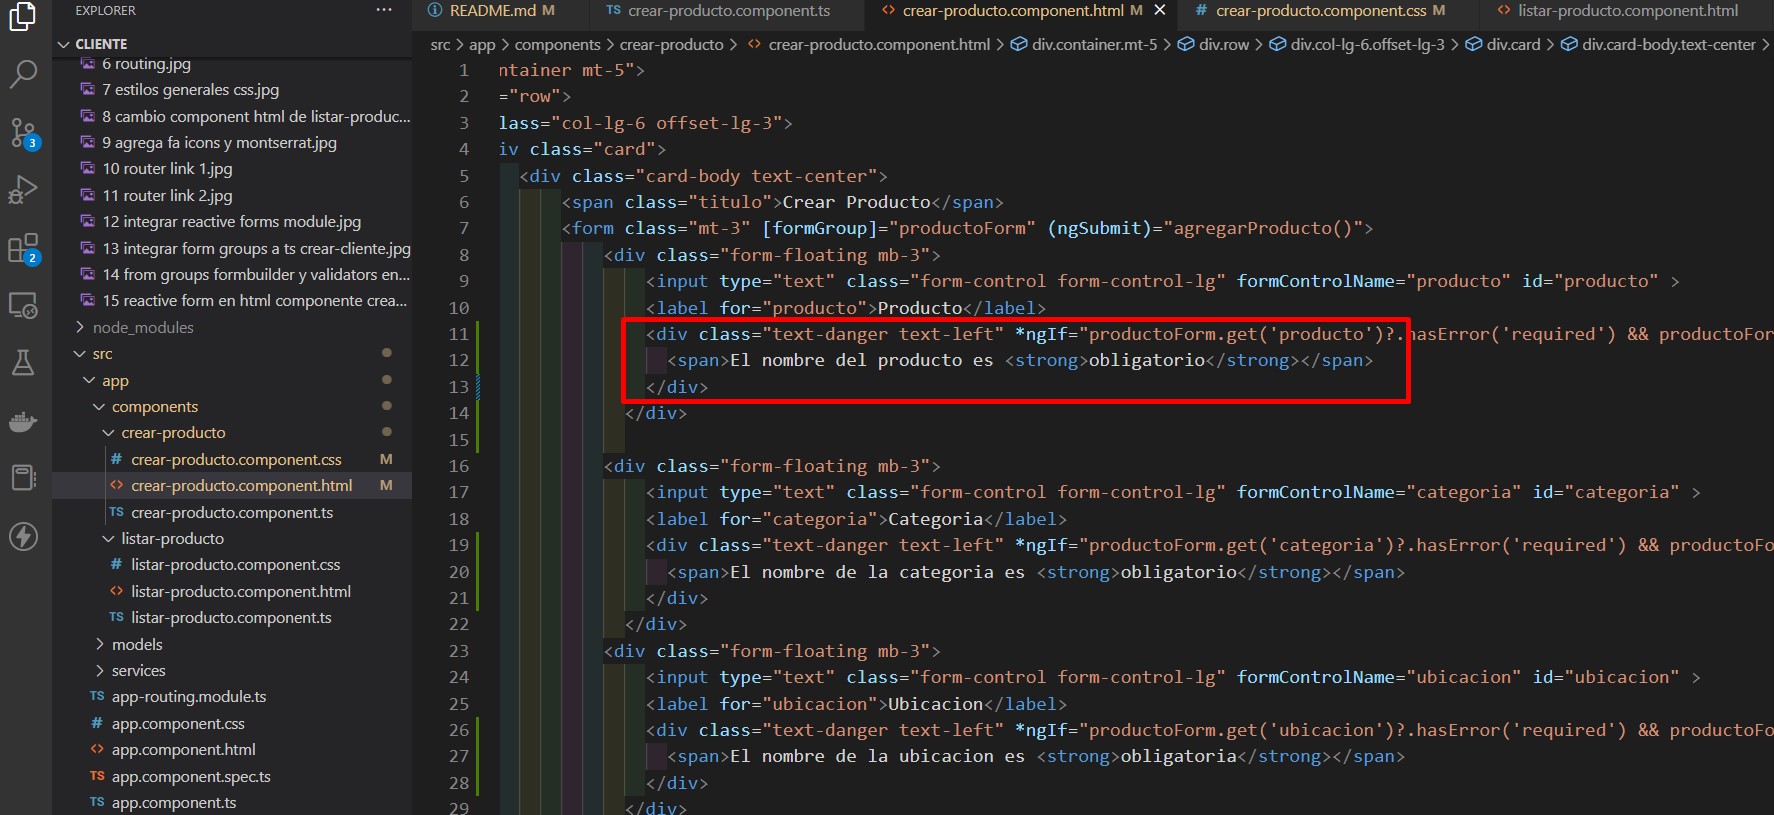 EXPLORER
...
CLIENTE
6 routing.jpg
7 estilos generales css.jpg
8 cambio component html de listar-produc...
9 agrega fa icons y montserrat.jpg
10 router link 1.jpg
11 router link 2.jpg
12 integrar reactive forms module.jpg
13 integrar form groups a ts crear-cliente.jpg
14 from groups formbuilder y validators en...
15 reactive form en html componente crea...
node_modules
src
app
components
crear-producto
# crear-producto.component.css M
<> crear-producto.component.html M
TS crear-producto.component.ts
listar-producto
# listar-producto.component.css
<> listar-producto.component.html
TS listar-producto.component.ts
models
services
TS app-routing.module.ts
# app.component.css
<> app.component.html
TS app.component.spec.ts
TS app.component.ts
3
2
README.md M
TS crear-producto.component.ts
<> crear-producto.component.html M
# crear-producto.component.css M
<> listar-producto.component.html
src > app > components > crear-producto > <> crear-producto.component.html > div.container.mt-5 > div.row > div.col-lg-6.offset-lg-3 > div.card > div.card-body.text-center >
1 ntainer mt-5">
2 ="row">
3 lass="col-lg-6 offset-lg-3">
4 iv class="card">
5 <div class="card-body text-center">
6 <span class="titulo">Crear Producto</span>
7 <form class="mt-3" [formGroup]="productoForm" (ngSubmit)="agregarProducto()">
8 <div class="form-floating mb-3">
9 <input type="text" class="form-control form-control-lg" formControlName="producto" id="producto" >
10 <label for="producto">Producto</label>
11 <div class="text-danger text-left" *ngIf="productoForm.get('producto')?.hasError('required') && productoFor
12 <span>El nombre del producto es <strong>obligatorio</strong></span>
13 </div>
14 </div>
15
16 <div class="form-floating mb-3">
17 <input type="text" class="form-control form-control-lg" formControlName="categoria" id="categoria" >
18 <label for="categoria">Categoria</label>
19 <div class="text-danger text-left" *ngIf="productoForm.get('categoria')?.hasError('required') && productoFo
20 <span>El nombre de la categoria es <strong>obligatorio</strong></span>
21 </div>
22 </div>
23 <div class="form-floating mb-3">
24 <input type="text" class="form-control form-control-lg" formControlName="ubicacion" id="ubicacion" >
25 <label for="ubicacion">Ubicacion</label>
26 <div class="text-danger text-left" *ngIf="productoForm.get('ubicacion')?.hasError('required') && productoFo
27 <span>El nombre de la ubicacion es <strong>obligatoria</strong></span>
28 </div>
29 </div>